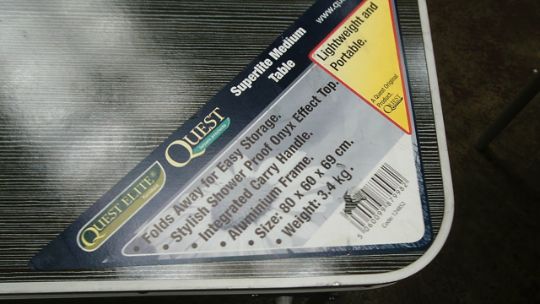 www.qu
QUEST ELITE
QUEST
Superlite Medium
Table
Lightweight and
Portable.
A Quest Original
Product.
QUEST
• Folds Away for Easy Storage.
• Stylish Shower Proof Onyx Effect Top.
• Integrated Carry Handle.
• Aluminium Frame.
• Size: 80 x 60 x 69 cm.
• Weight: 3.4 kg.